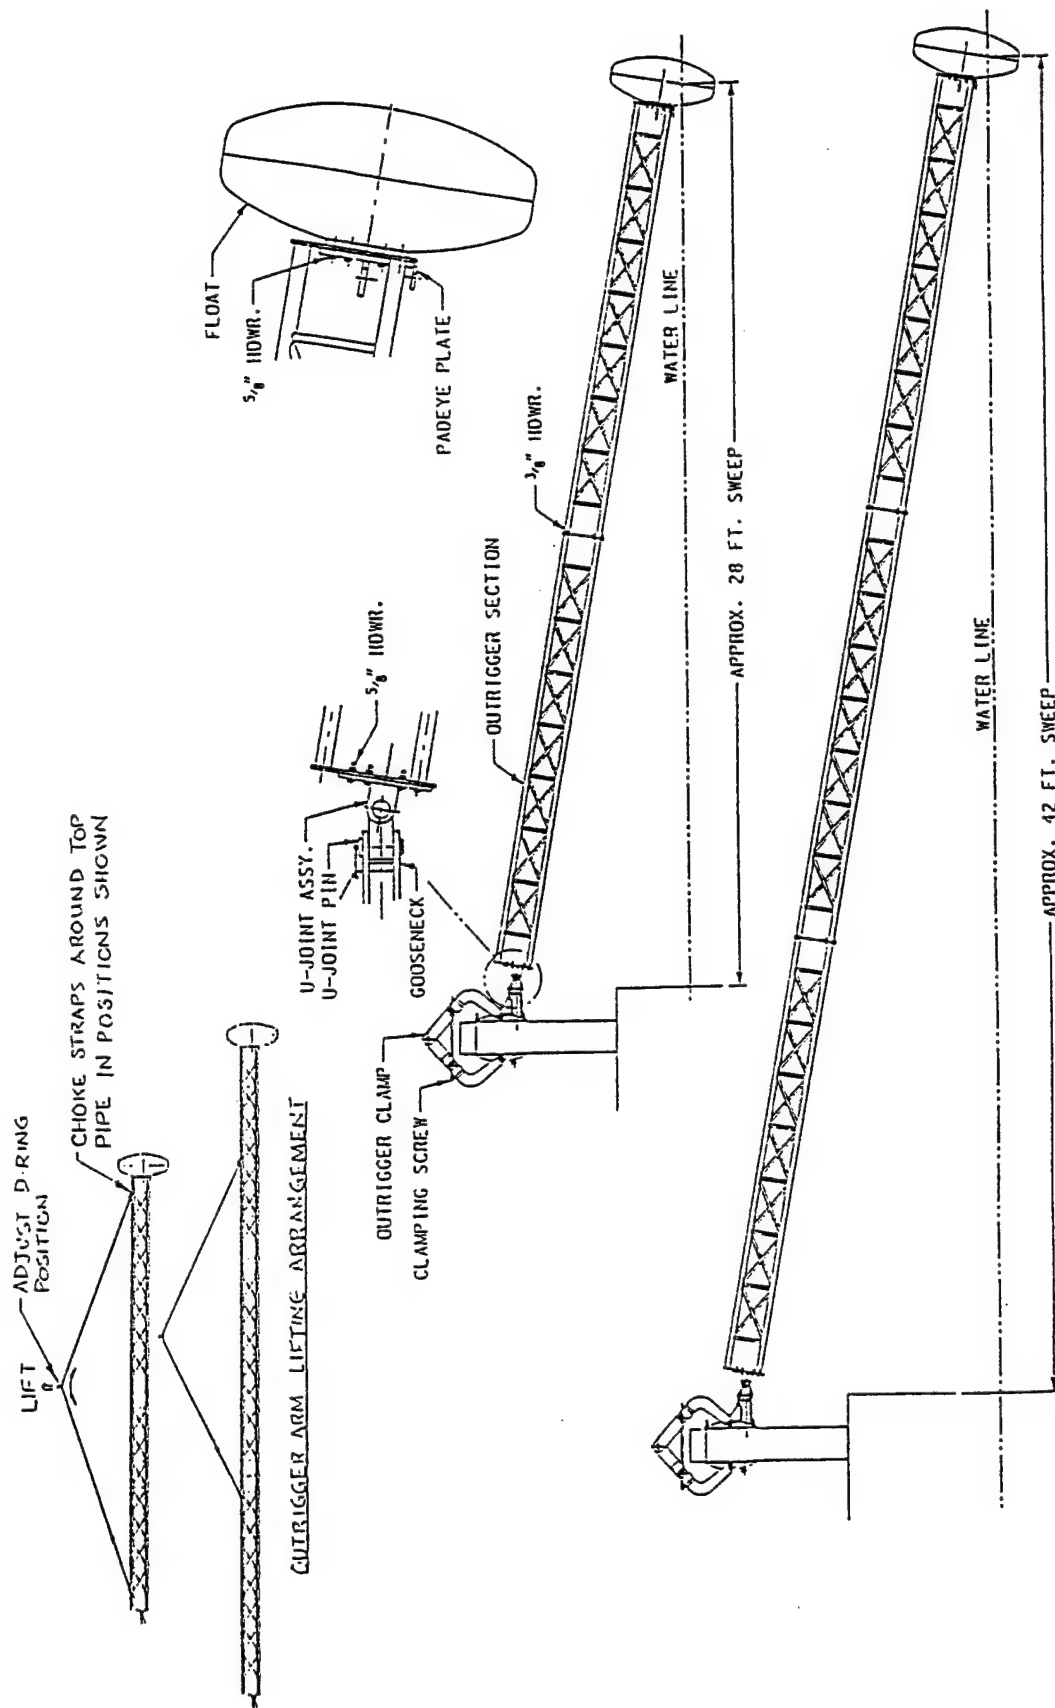 LIFT
ADJUST D-RING
POSITION
CHOKE STRAPS AROUND TOP
PIPE IN POSITIONS SHOWN
OUTRIGGER ARM LIFTING ARRANGEMENT
U-JOINT ASSY.
U-JOINT PIN
GOOSENECK
5/8" HDWR.
FLOAT
5/8" HDWR.
PADEYE PLATE
OUTRIGGER CLAMP
CLAMPING SCREW
OUTRIGGER SECTION
3/8" HDWR.
WATER LINE
APPROX. 28 FT. SWEEP
WATER LINE
APPROX. 42 FT. SWEEP